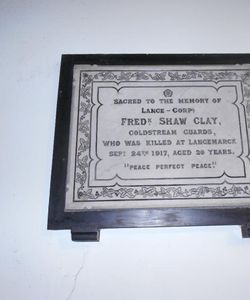 SACRED TO THE MEMORY OF
LANCE-CORPL
FREDK SHAW CLAY,
COLDSTREAM GUARDS,
WHO WAS KILLED AT LANGEMARCK
SEPT 24TH 1917, AGED 29 YEARS.
"PEACE PERFECT PEACE."